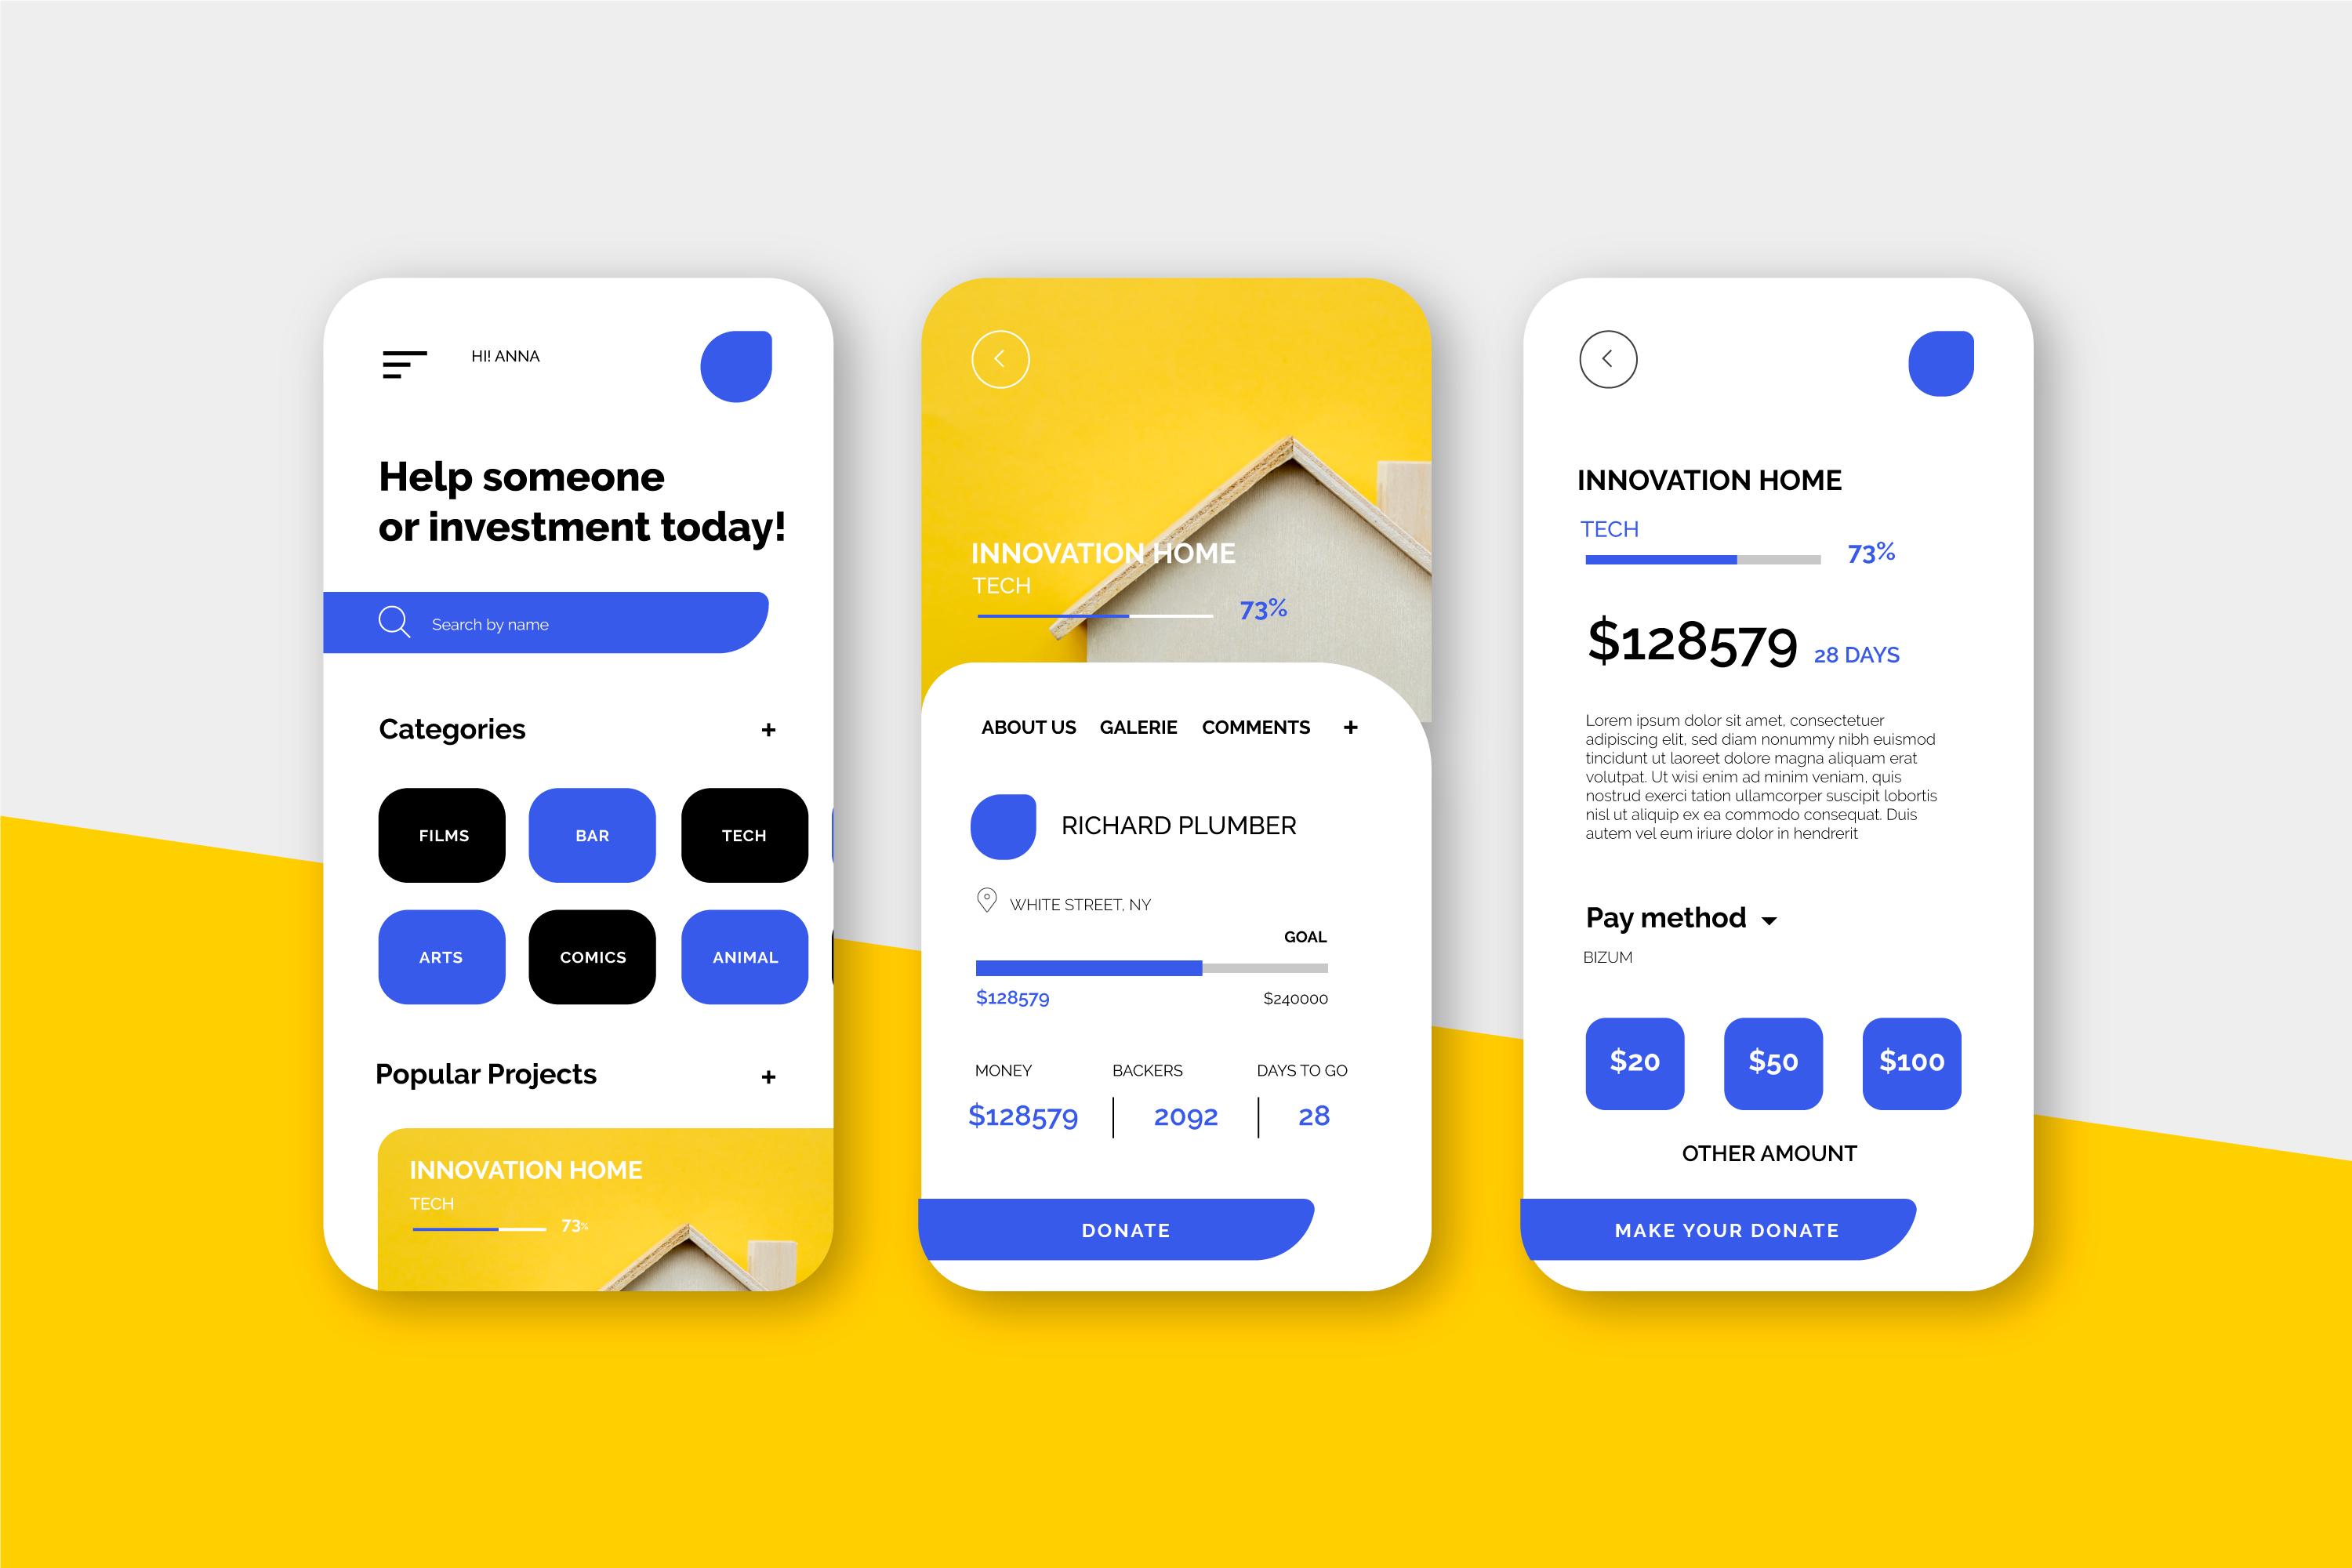 HI! ANNA
Help someone
or investment today!
Search by name
Categories +
FILMS BAR TECH
ARTS COMICS ANIMAL
Popular Projects +
INNOVATION HOME
TECH
73%
INNOVATION HOME
TECH
73%
ABOUT US GALERIE COMMENTS +
RICHARD PLUMBER
WHITE STREET, NY
GOAL
$128579 $240000
MONEY BACKERS DAYS TO GO
$128579 2092 28
DONATE
INNOVATION HOME
TECH
73%
$128579 28 DAYS
Lorem ipsum dolor sit amet, consectetuer
adipiscing elit, sed diam nonummy nibh euismod
tincidunt ut laoreet dolore magna aliquam erat
volutpat. Ut wisi enim ad minim veniam, quis
nostrud exerci tation ullamcorper suscipit lobortis
nisl ut aliquip ex ea commodo consequat. Duis
autem vel eum iriure dolor in hendrerit
Pay method
BIZUM
$20 $50 $100
OTHER AMOUNT
MAKE YOUR DONATE